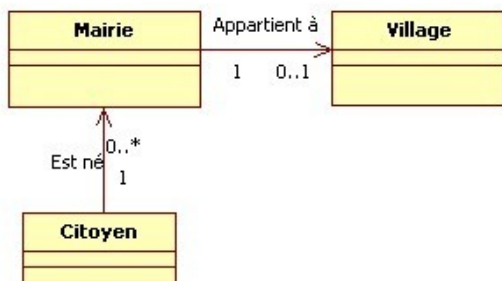 Mairie
Appartient à
Village
1 0..1
Est né
0..*
1
Citoyen